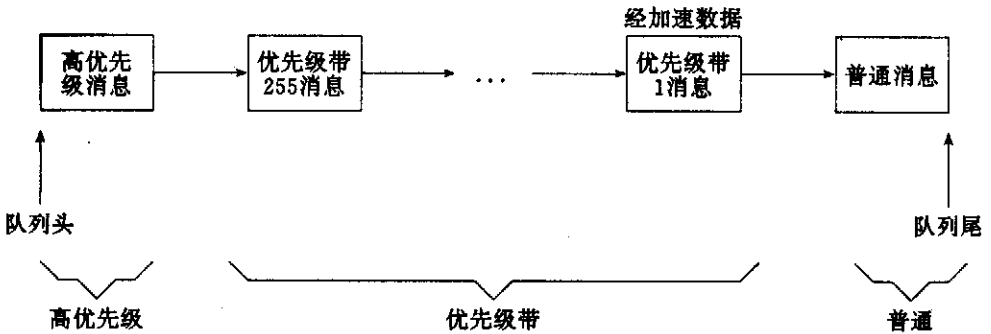 经加速数据
高优先
级消息
优先级带
255消息
...
优先级带
1消息
普通消息
队列头
队列尾
高优先级
优先级带
普通